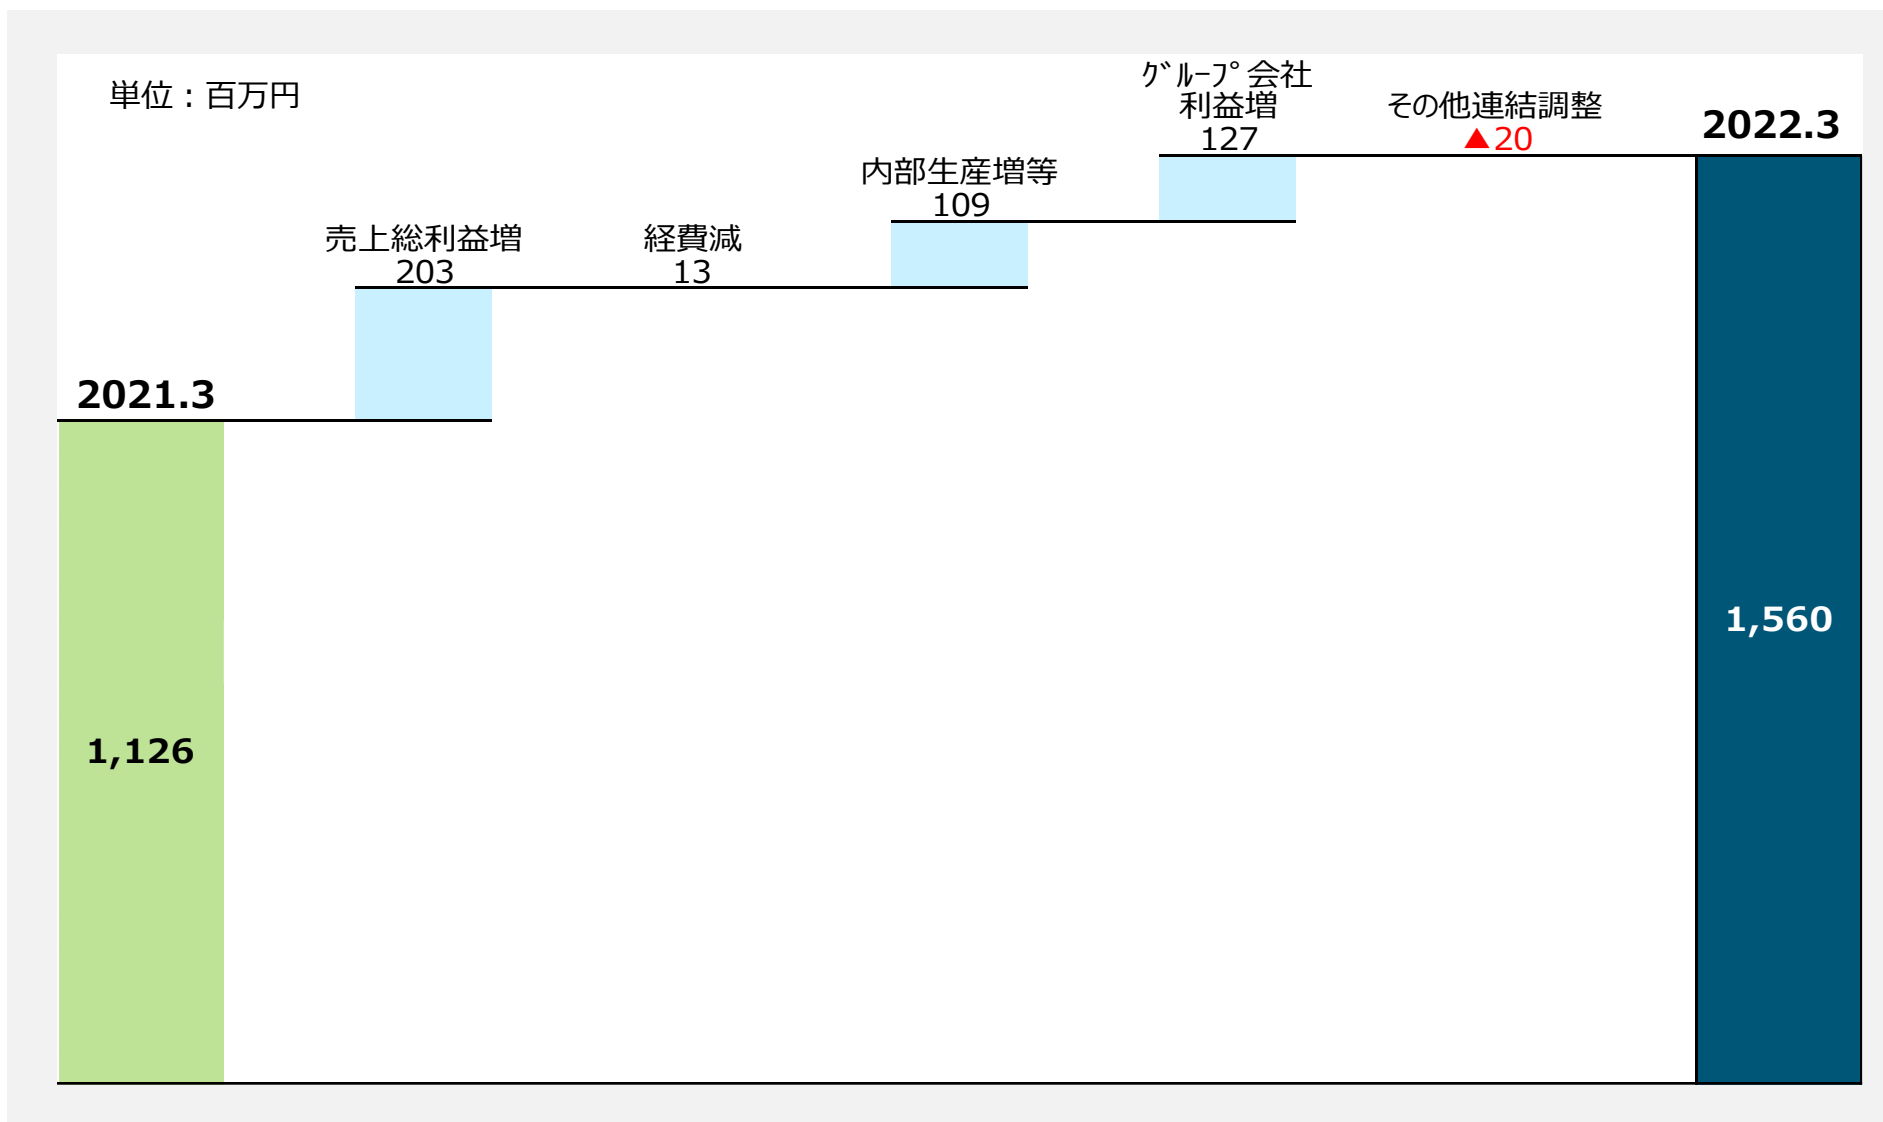 単位：百万円
ｸﾞﾙｰﾌﾟ会社
利益増
127
その他連結調整
▲20
2022.3
内部生産増等
109
売上総利益増
203
経費減
13
2021.3
1,560
1,126